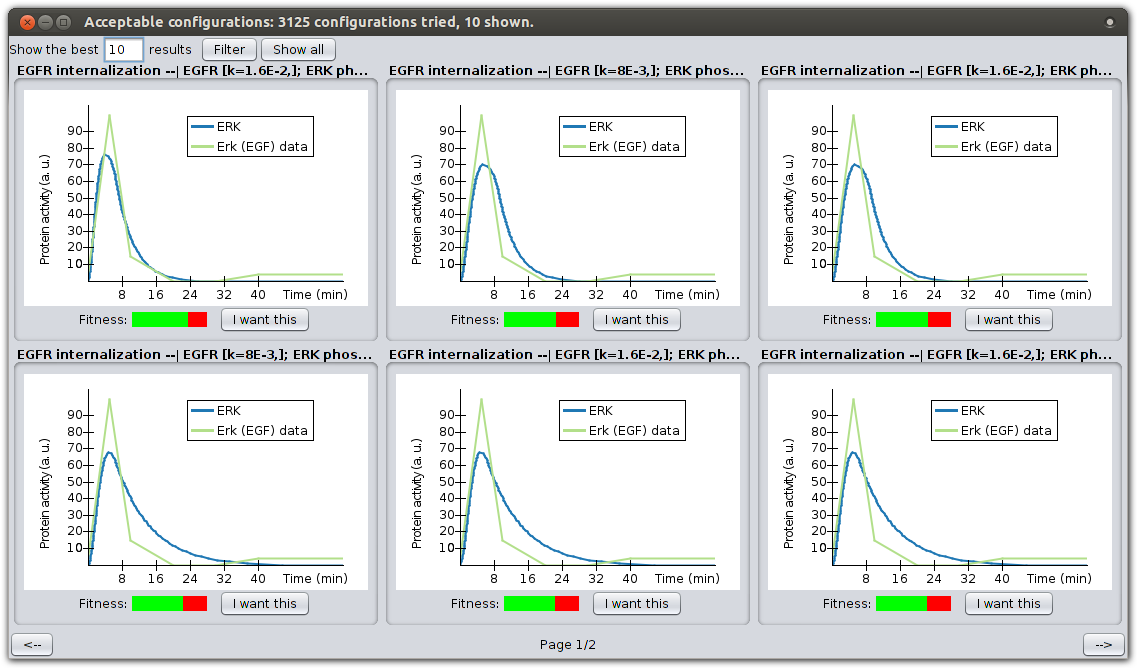 Acceptable configurations: 3125 configurations tried, 10 shown.
Show the best 10 results Filter Show all
EGFR internalization --| EGFR [k=1.6E-2,]; ERK ph...
90
80
70
60
50
40
30
20
10
Protein activity (a. u.)
ERK
Erk (EGF) data
8 16 24 32 40 Time (min)
Fitness: I want this
EGFR internalization --| EGFR [k=8E-3,]; ERK phos...
90
80
70
60
50
40
30
20
10
Protein activity (a. u.)
ERK
Erk (EGF) data
8 16 24 32 40 Time (min)
Fitness: I want this
EGFR internalization --| EGFR [k=1.6E-2,]; ERK ph...
90
80
70
60
50
40
30
20
10
Protein activity (a. u.)
ERK
Erk (EGF) data
8 16 24 32 40 Time (min)
Fitness: I want this
EGFR internalization --| EGFR [k=8E-3,]; ERK phos...
90
80
70
60
50
40
30
20
10
Protein activity (a. u.)
ERK
Erk (EGF) data
8 16 24 32 40 Time (min)
Fitness: I want this
EGFR internalization --| EGFR [k=1.6E-2,]; ERK ph...
90
80
70
60
50
40
30
20
10
Protein activity (a. u.)
ERK
Erk (EGF) data
8 16 24 32 40 Time (min)
Fitness: I want this
EGFR internalization --| EGFR [k=1.6E-2,]; ERK ph...
90
80
70
60
50
40
30
20
10
Protein activity (a. u.)
ERK
Erk (EGF) data
8 16 24 32 40 Time (min)
Fitness: I want this
<-- Page 1/2 -->